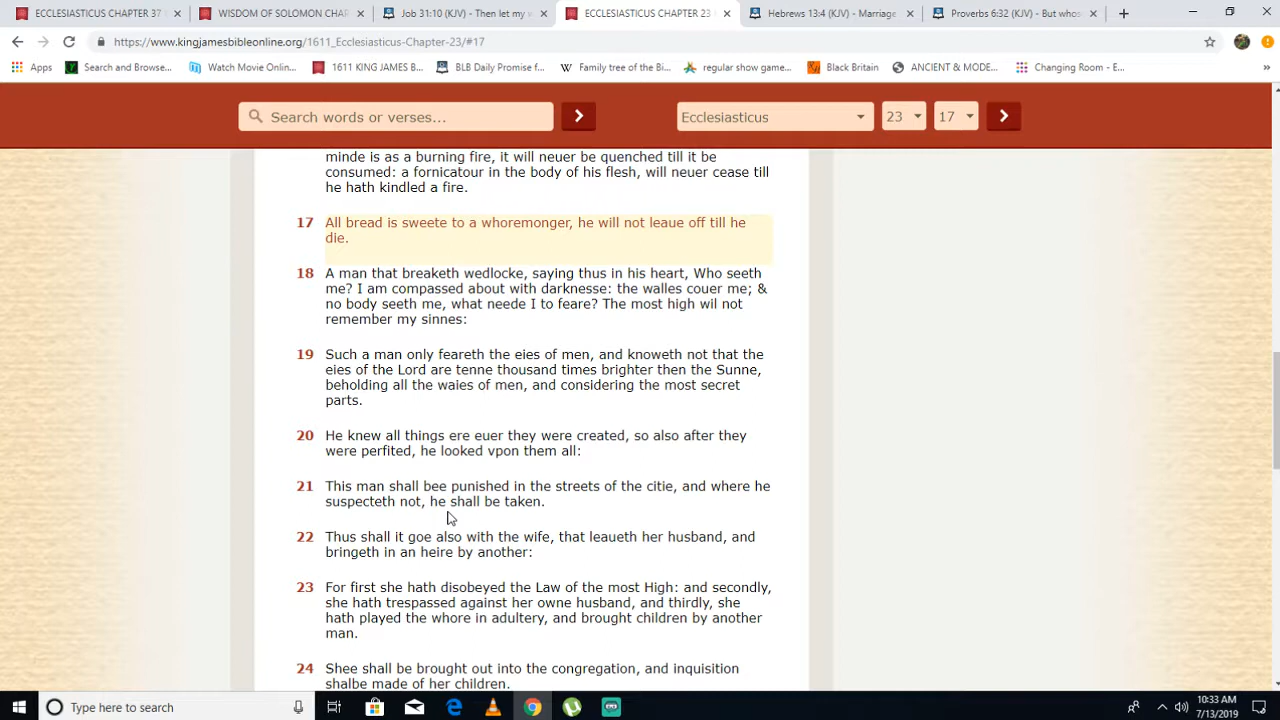 ECCLESIASTICUS CHAPTER 37
WISDOM OF SOLOMON CHAP
Job 31:10 (KJV) - Then let my w
ECCLESIASTICUS CHAPTER 23
Hebrews 13:4 (KJV) - Marriage
Proverbs 6:32 (KJV) - But whos
https://www.kingjamesbibleonline.org/1611_Ecclesiasticus-Chapter-23/#17
Apps
Search and Browse...
Watch Movie Onlin...
1611 KING JAMES B...
BLB Daily Promise f...
Family tree of the Bi...
regular show game...
Black Britain
ANCIENT & MODE...
Changing Room - E...
Search words or verses...
Ecclesiasticus
23
17
minde is as a burning fire, it will neuer be quenched till it be
consumed: a fornicatour in the body of his flesh, will neuer cease till
he hath kindled a fire.
17 All bread is sweete to a whoremonger, he will not leaue off till he
die.
18 A man that breaketh wedlocke, saying thus in his heart, Who seeth
me? I am compassed about with darknesse: the walles couer me; &
no body seeth me, what neede I to feare? The most high wil not
remember my sinnes:
19 Such a man only feareth the eies of men, and knoweth not that the
eies of the Lord are tenne thousand times brighter then the Sunne,
beholding all the waies of men, and considering the most secret
parts.
20 He knew all things ere euer they were created, so also after they
were perfited, he looked vpon them all:
21 This man shall bee punished in the streets of the citie, and where he
suspecteth not, he shall be taken.
22 Thus shall it goe also with the wife, that leaueth her husband, and
bringeth in an heire by another:
23 For first she hath disobeyed the Law of the most High: and secondly,
she hath trespassed against her owne husband, and thirdly, she
hath played the whore in adultery, and brought children by another
man.
24 Shee shall be brought out into the congregation, and inquisition
shalbe made of her children.
Type here to search
10:33 AM
7/13/2019